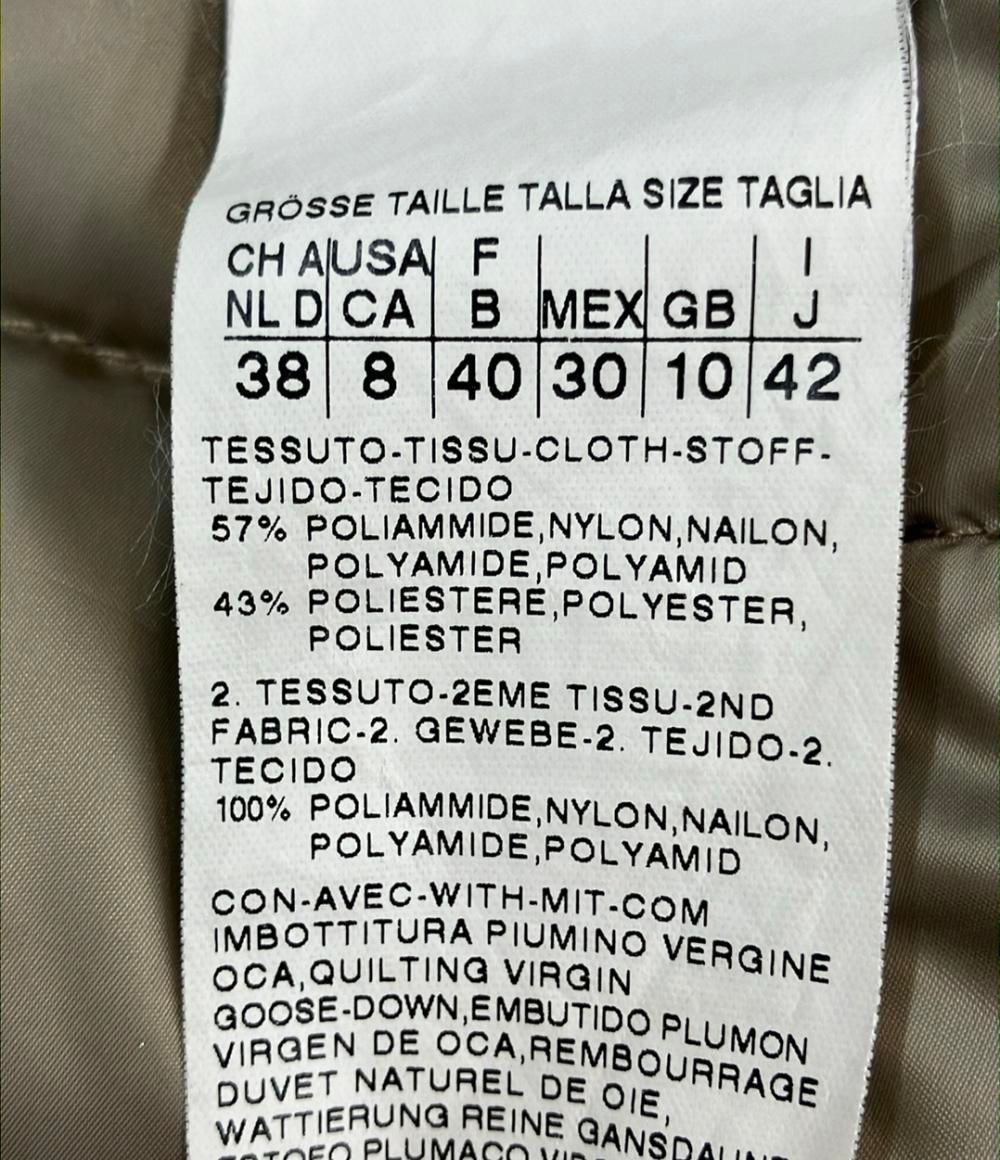 GRÖSSE TAILLE TALLA SIZE TAGLIA
CH A USA F I
NL D CA B MEX GB J
38 8 40 30 10 42
TESSUTO-TISSU-CLOTH-STOFF-
TEJIDO-TECIDO
57% POLIAMMIDE,NYLON,NAILON,
POLYAMIDE,POLYAMID
43% POLIESTERE,POLYESTER,
POLIESTER
2. TESSUTO-2EME TISSU-2ND
FABRIC-2. GEWEBE-2. TEJIDO-2.
TECIDO
100% POLIAMMIDE,NYLON,NAILON,
POLYAMIDE,POLYAMID
CON-AVEC-WITH-MIT-COM
IMBOTTITURA PIUMINO VERGINE
OCA,QUILTING VIRGIN
GOOSE-DOWN,EMBUTIDO PLUMON
VIRGEN DE OCA,REMBOURRAGE
DUVET NATUREL DE OIE,
WATTIERUNG REINE
PLUMACO